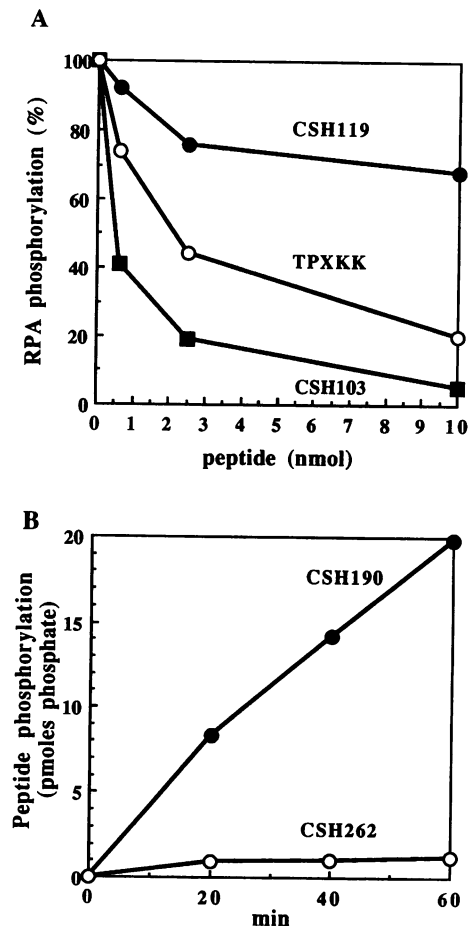 A
RPA phosphorylation (%)
100
80
60
40
20
0
CSH119
TPXKK
CSH103
0 1 2 3 4 5 6 7 8 9 10
peptide (nmol)
B
Peptide phosphorylation
(pmoles phosphate)
20
15
10
5
0
CSH190
CSH262
0 20 40 60
min